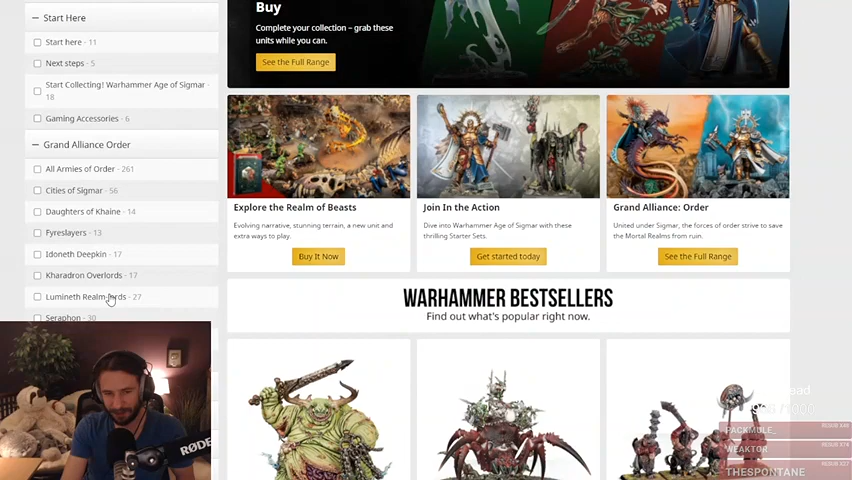 Start Here
Start here - 11
Next steps - 5
Start Collecting! Warhammer Age of Sigmar -
18
Gaming Accessories - 6
Grand Alliance Order
All Armies of Order - 261
Cities of Sigmar - 56
Daughters of Khaine - 14
Fyreslayers - 13
Idoneth Deepkin - 17
Kharadron Overlords - 17
Lumineth Realm-lords - 27
Seraphon - 30
Buy
Complete your collection – grab these
units while you can.
See the Full Range
Explore the Realm of Beasts
Evolving narrative, stunning terrain, a new unit and
extra ways to play.
Buy It Now
Join In the Action
Dive into Warhammer Age of Sigmar with these
thrilling Starter Sets.
Get started today
Grand Alliance: Order
United under Sigmar, the forces of order strive to save
the Mortal Realms from ruin.
See the Full Range
WARHAMMER BESTSELLERS
Find out what's popular right now.
RØDE
PACKMULE_
WEAKTOR
THESPONTANE